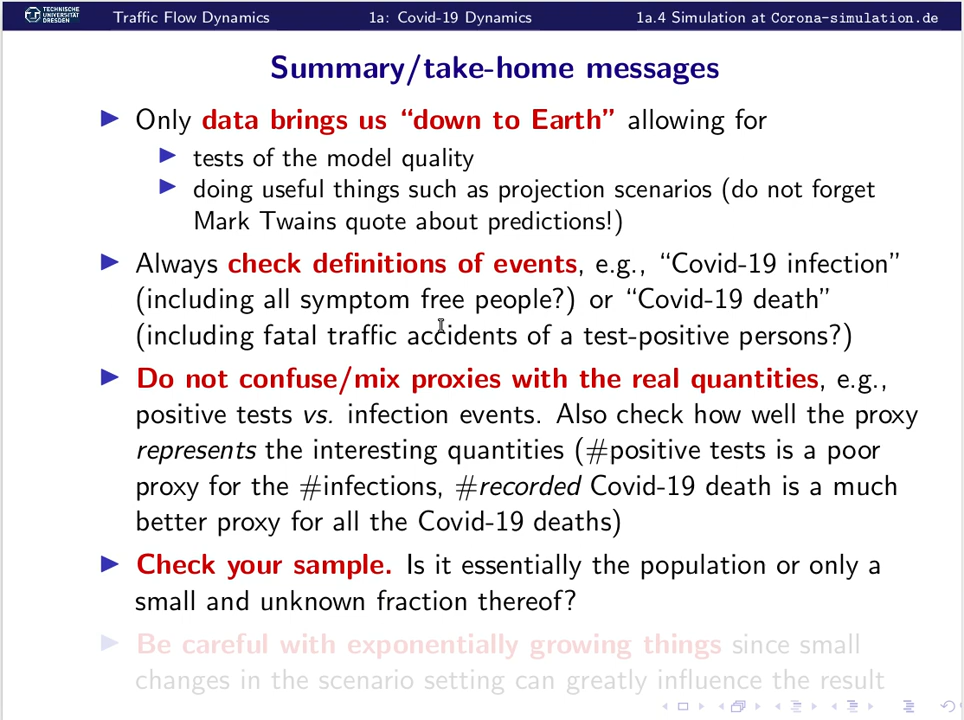 TECHNISCHE
UNIVERSITÄT
DRESDEN
Traffic Flow Dynamics
1a: Covid-19 Dynamics
1a.4 Simulation at Corona-simulation.de
Summary/take-home messages
Only data brings us “down to Earth” allowing for
tests of the model quality
doing useful things such as projection scenarios (do not forget
Mark Twains quote about predictions!)
Always check definitions of events, e.g., “Covid-19 infection”
(including all symptom free people?) or “Covid-19 death”
(including fatal traffic accidents of a test-positive persons?)
Do not confuse/mix proxies with the real quantities, e.g.,
positive tests vs. infection events. Also check how well the proxy
represents the interesting quantities (#positive tests is a poor
proxy for the #infections, #recorded Covid-19 death is a much
better proxy for all the Covid-19 deaths)
Check your sample. Is it essentially the population or only a
small and unknown fraction thereof?
Be careful with exponentially growing things since small
changes in the scenario setting can greatly influence the result